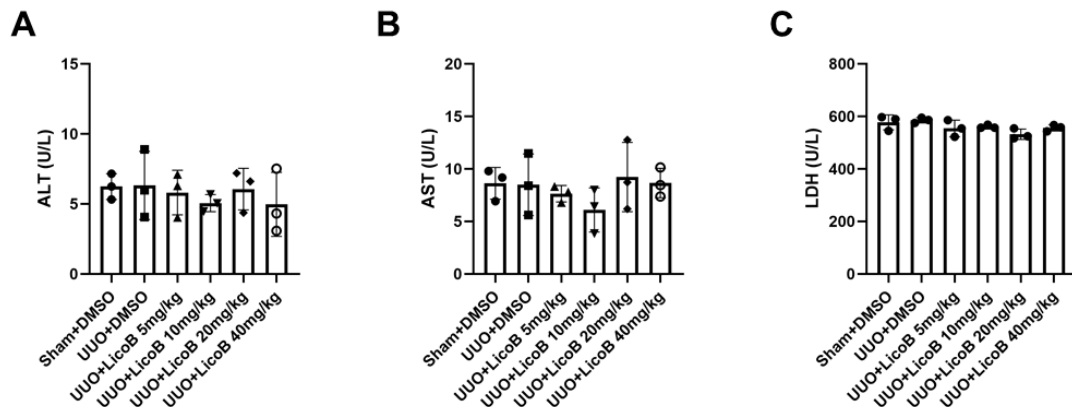 A
ALT (U/L)
15
10
5
0
Sham+DMSO
UUO+DMSO
UUO+LicoB 5mg/kg
UUO+LicoB 10mg/kg
UUO+LicoB 20mg/kg
UUO+LicoB 40mg/kg
B
AST (U/L)
20
15
10
5
0
Sham+DMSO
UUO+DMSO
UUO+LicoB 5mg/kg
UUO+LicoB 10mg/kg
UUO+LicoB 20mg/kg
UUO+LicoB 40mg/kg
C
LDH (U/L)
800
600
400
200
0
Sham+DMSO
UUO+DMSO
UUO+LicoB 5mg/kg
UUO+LicoB 10mg/kg
UUO+LicoB 20mg/kg
UUO+LicoB 40mg/kg